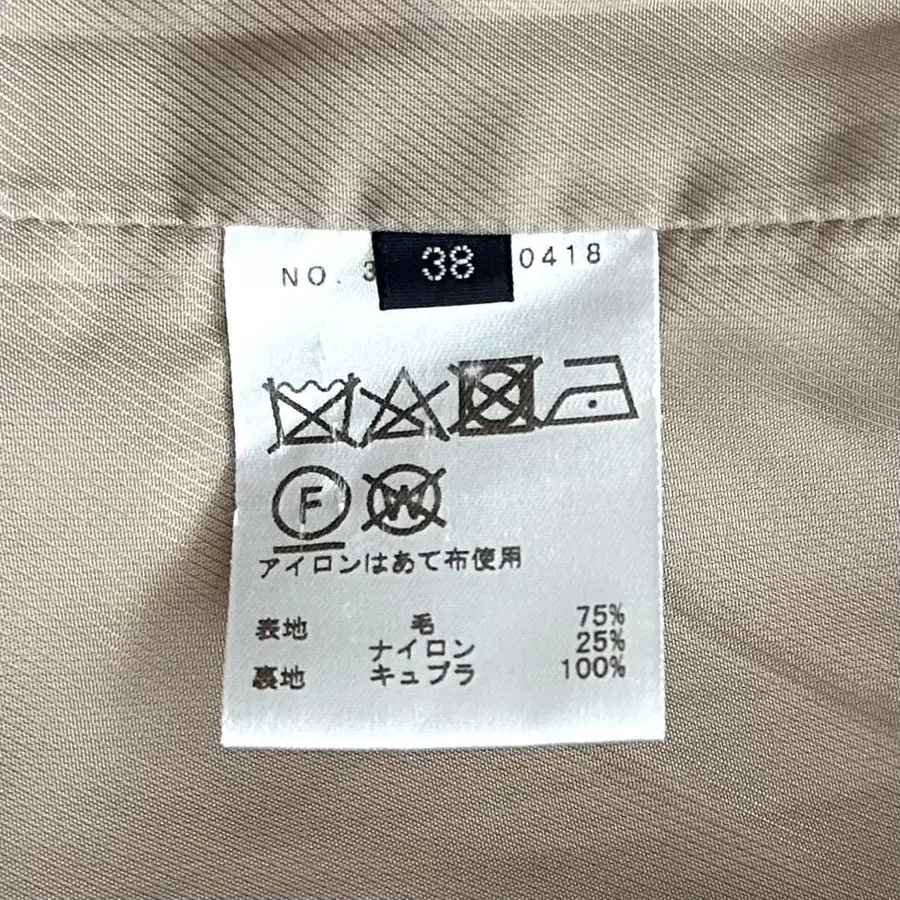 NO. 3 38 0418
F W
アイロンはあて布使用
表地 毛 75%
ナイロン 25%
裏地 キュプラ 100%